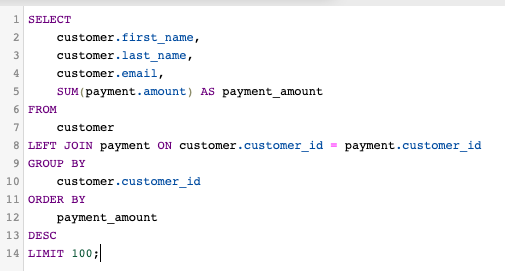 1 SELECT
2     customer.first_name,
3     customer.last_name,
4     customer.email,
5     SUM(payment.amount) AS payment_amount
6 FROM
7     customer
8 LEFT JOIN payment ON customer.customer_id = payment.customer_id
9 GROUP BY
10     customer.customer_id
11 ORDER BY
12     payment_amount
13 DESC
14 LIMIT 100;